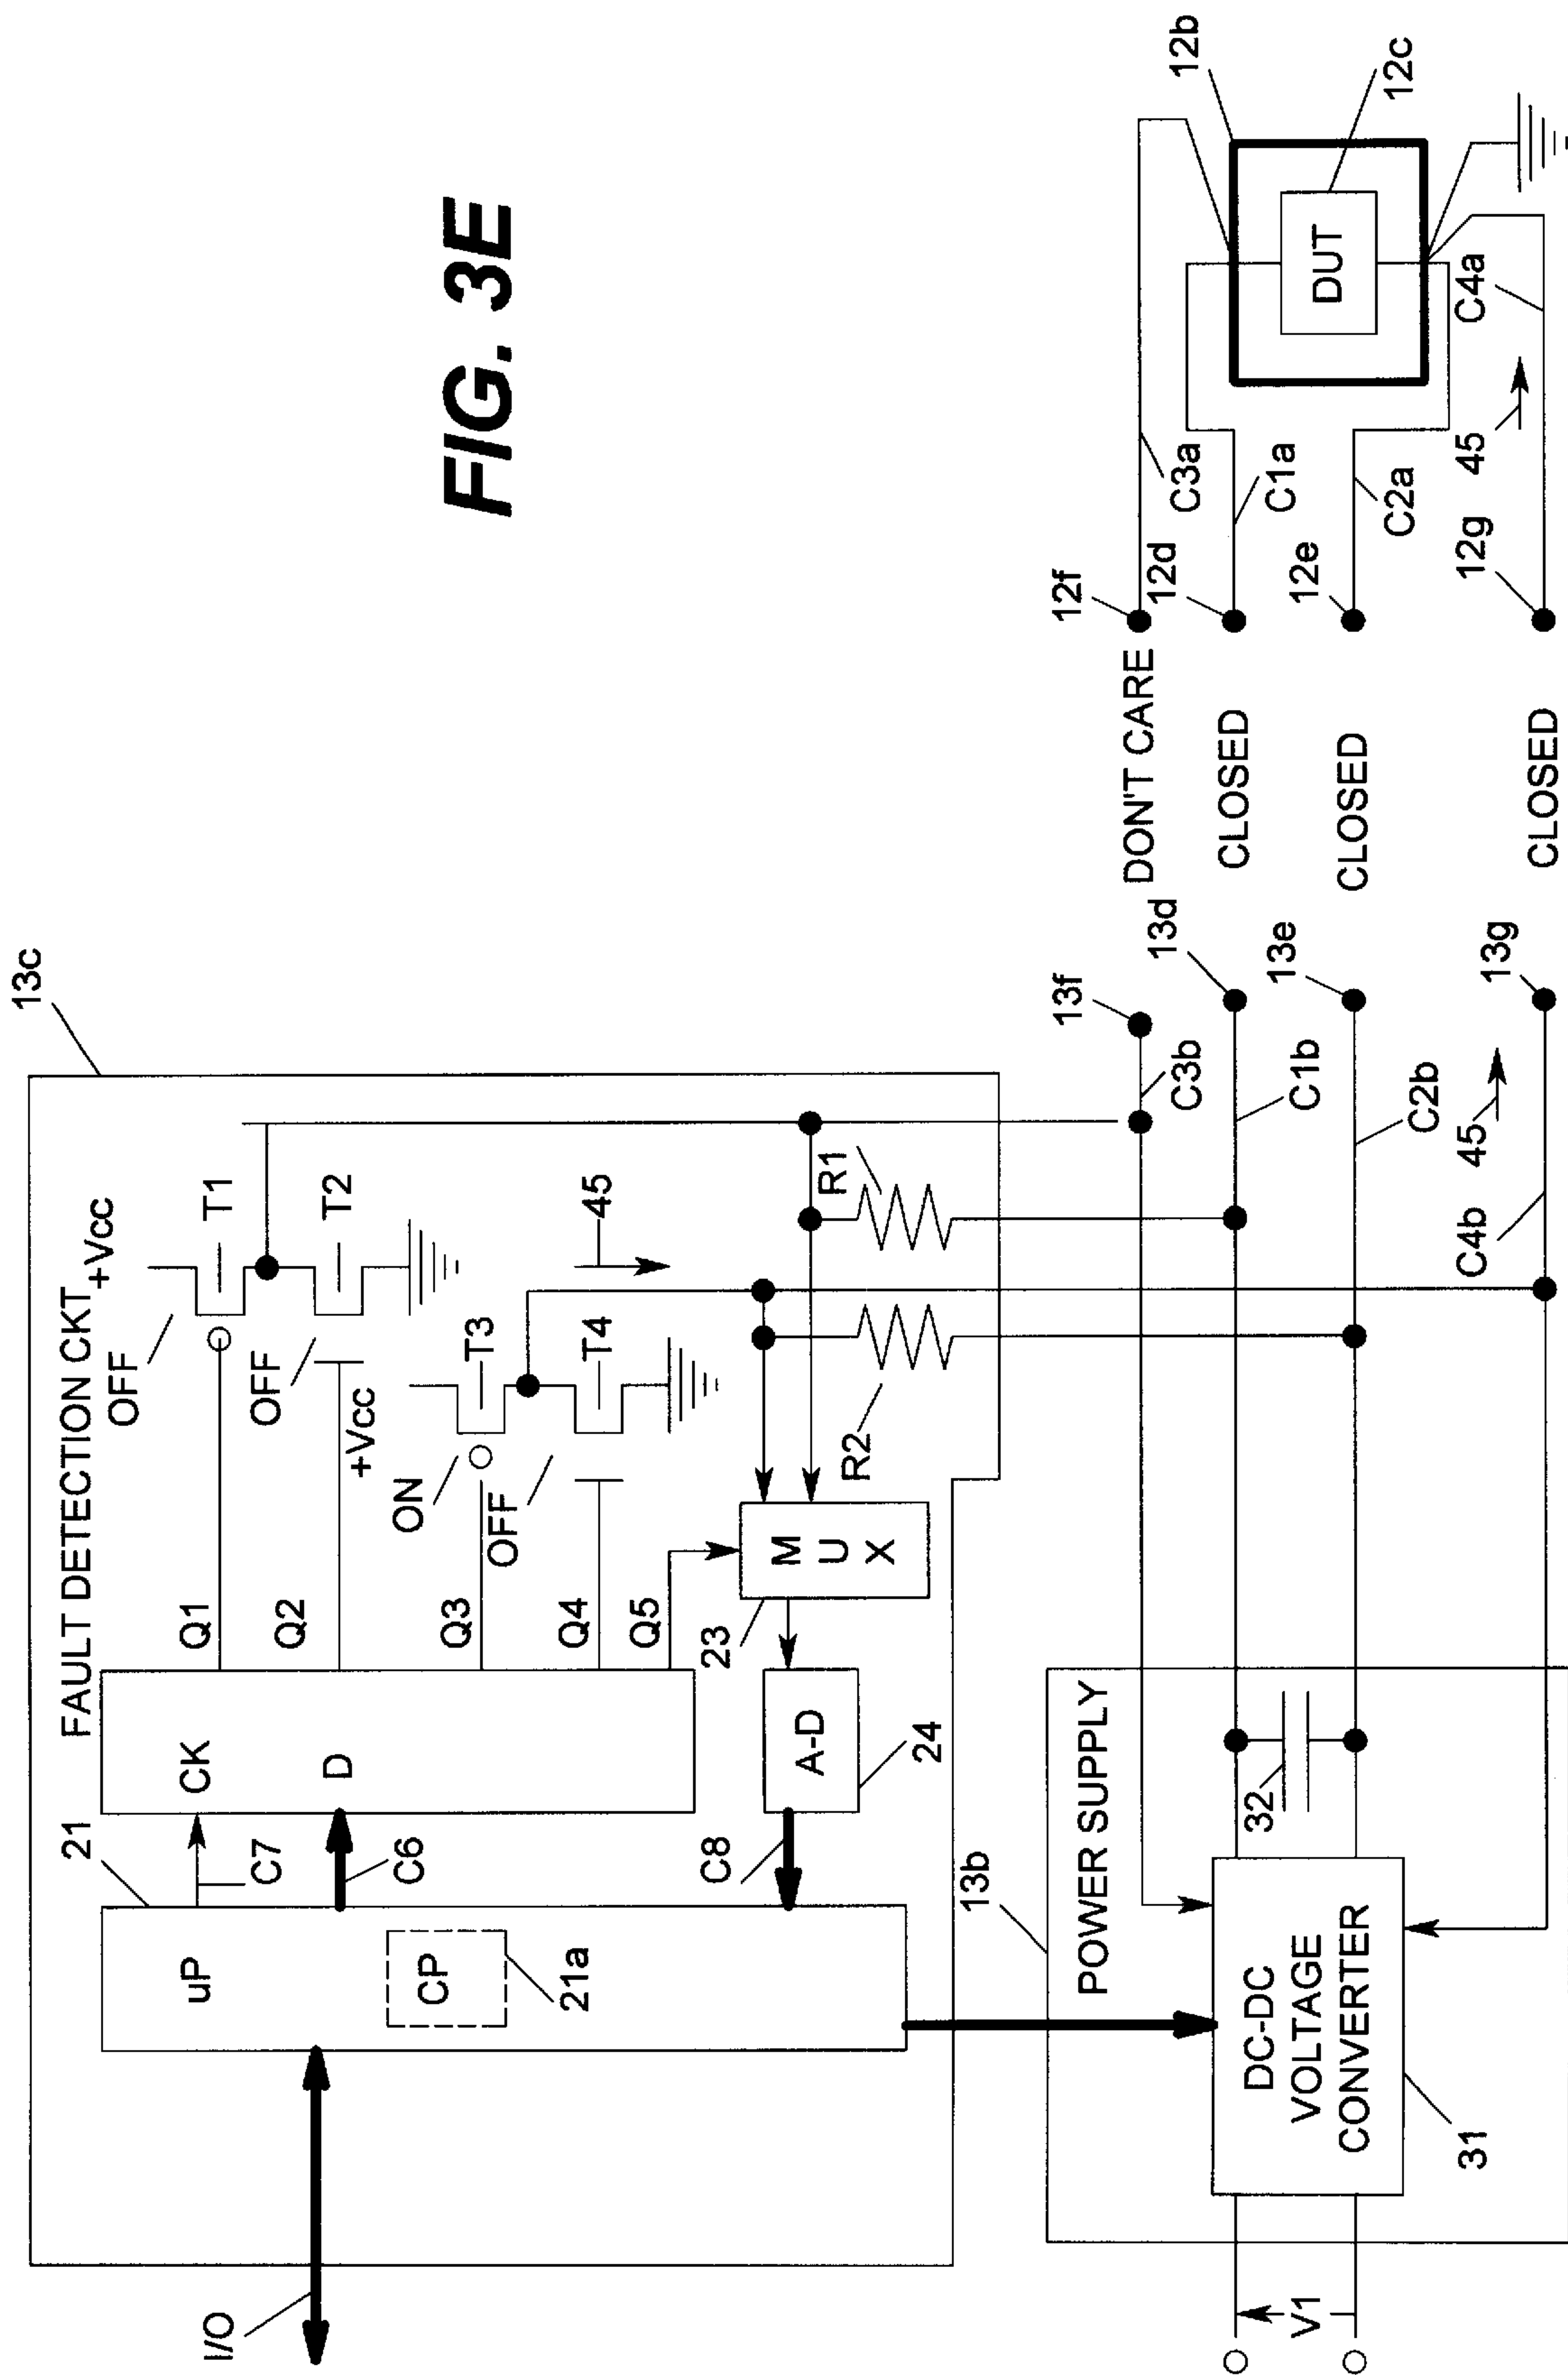 FIG. 3E
13c
FAULT DETECTION CKT
+Vcc
OFF
T1
OFF
T2
+Vcc
ON
T3
OFF
T4
45
Q1
Q2
Q3
Q4
Q5
21
CK
D
C7
C6
uP
CP
21a
I/O
C8
A-D
24
23
M
U
X
R1
R2
13b
POWER SUPPLY
32
DC-DC
VOLTAGE
CONVERTER
31
V1
13f
C3b
13d
C1b
13e
C2b
13g
45
C4b
DON'T CARE
CLOSED
CLOSED
CLOSED
12f
12d
12e
12g
C3a
C1a
C2a
45
C4a
DUT
12b
12c